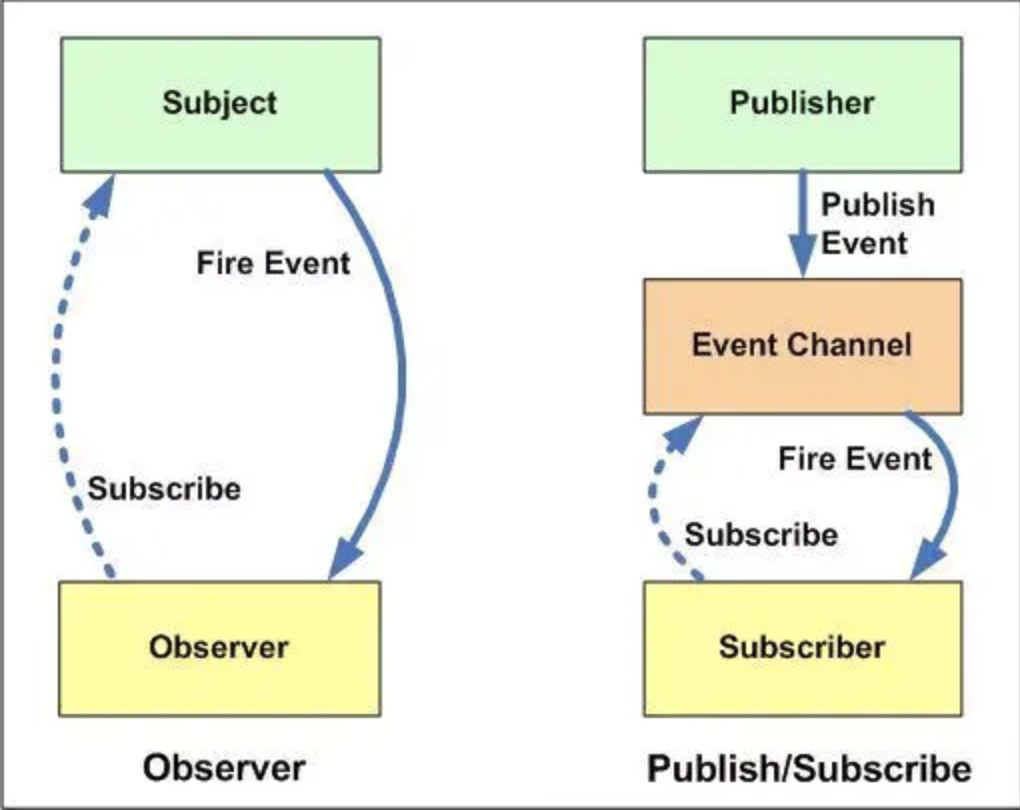 Subject
Fire Event
Subscribe
Observer
Observer
Publisher
Publish
Event
Event Channel
Fire Event
Subscribe
Subscriber
Publish/Subscribe